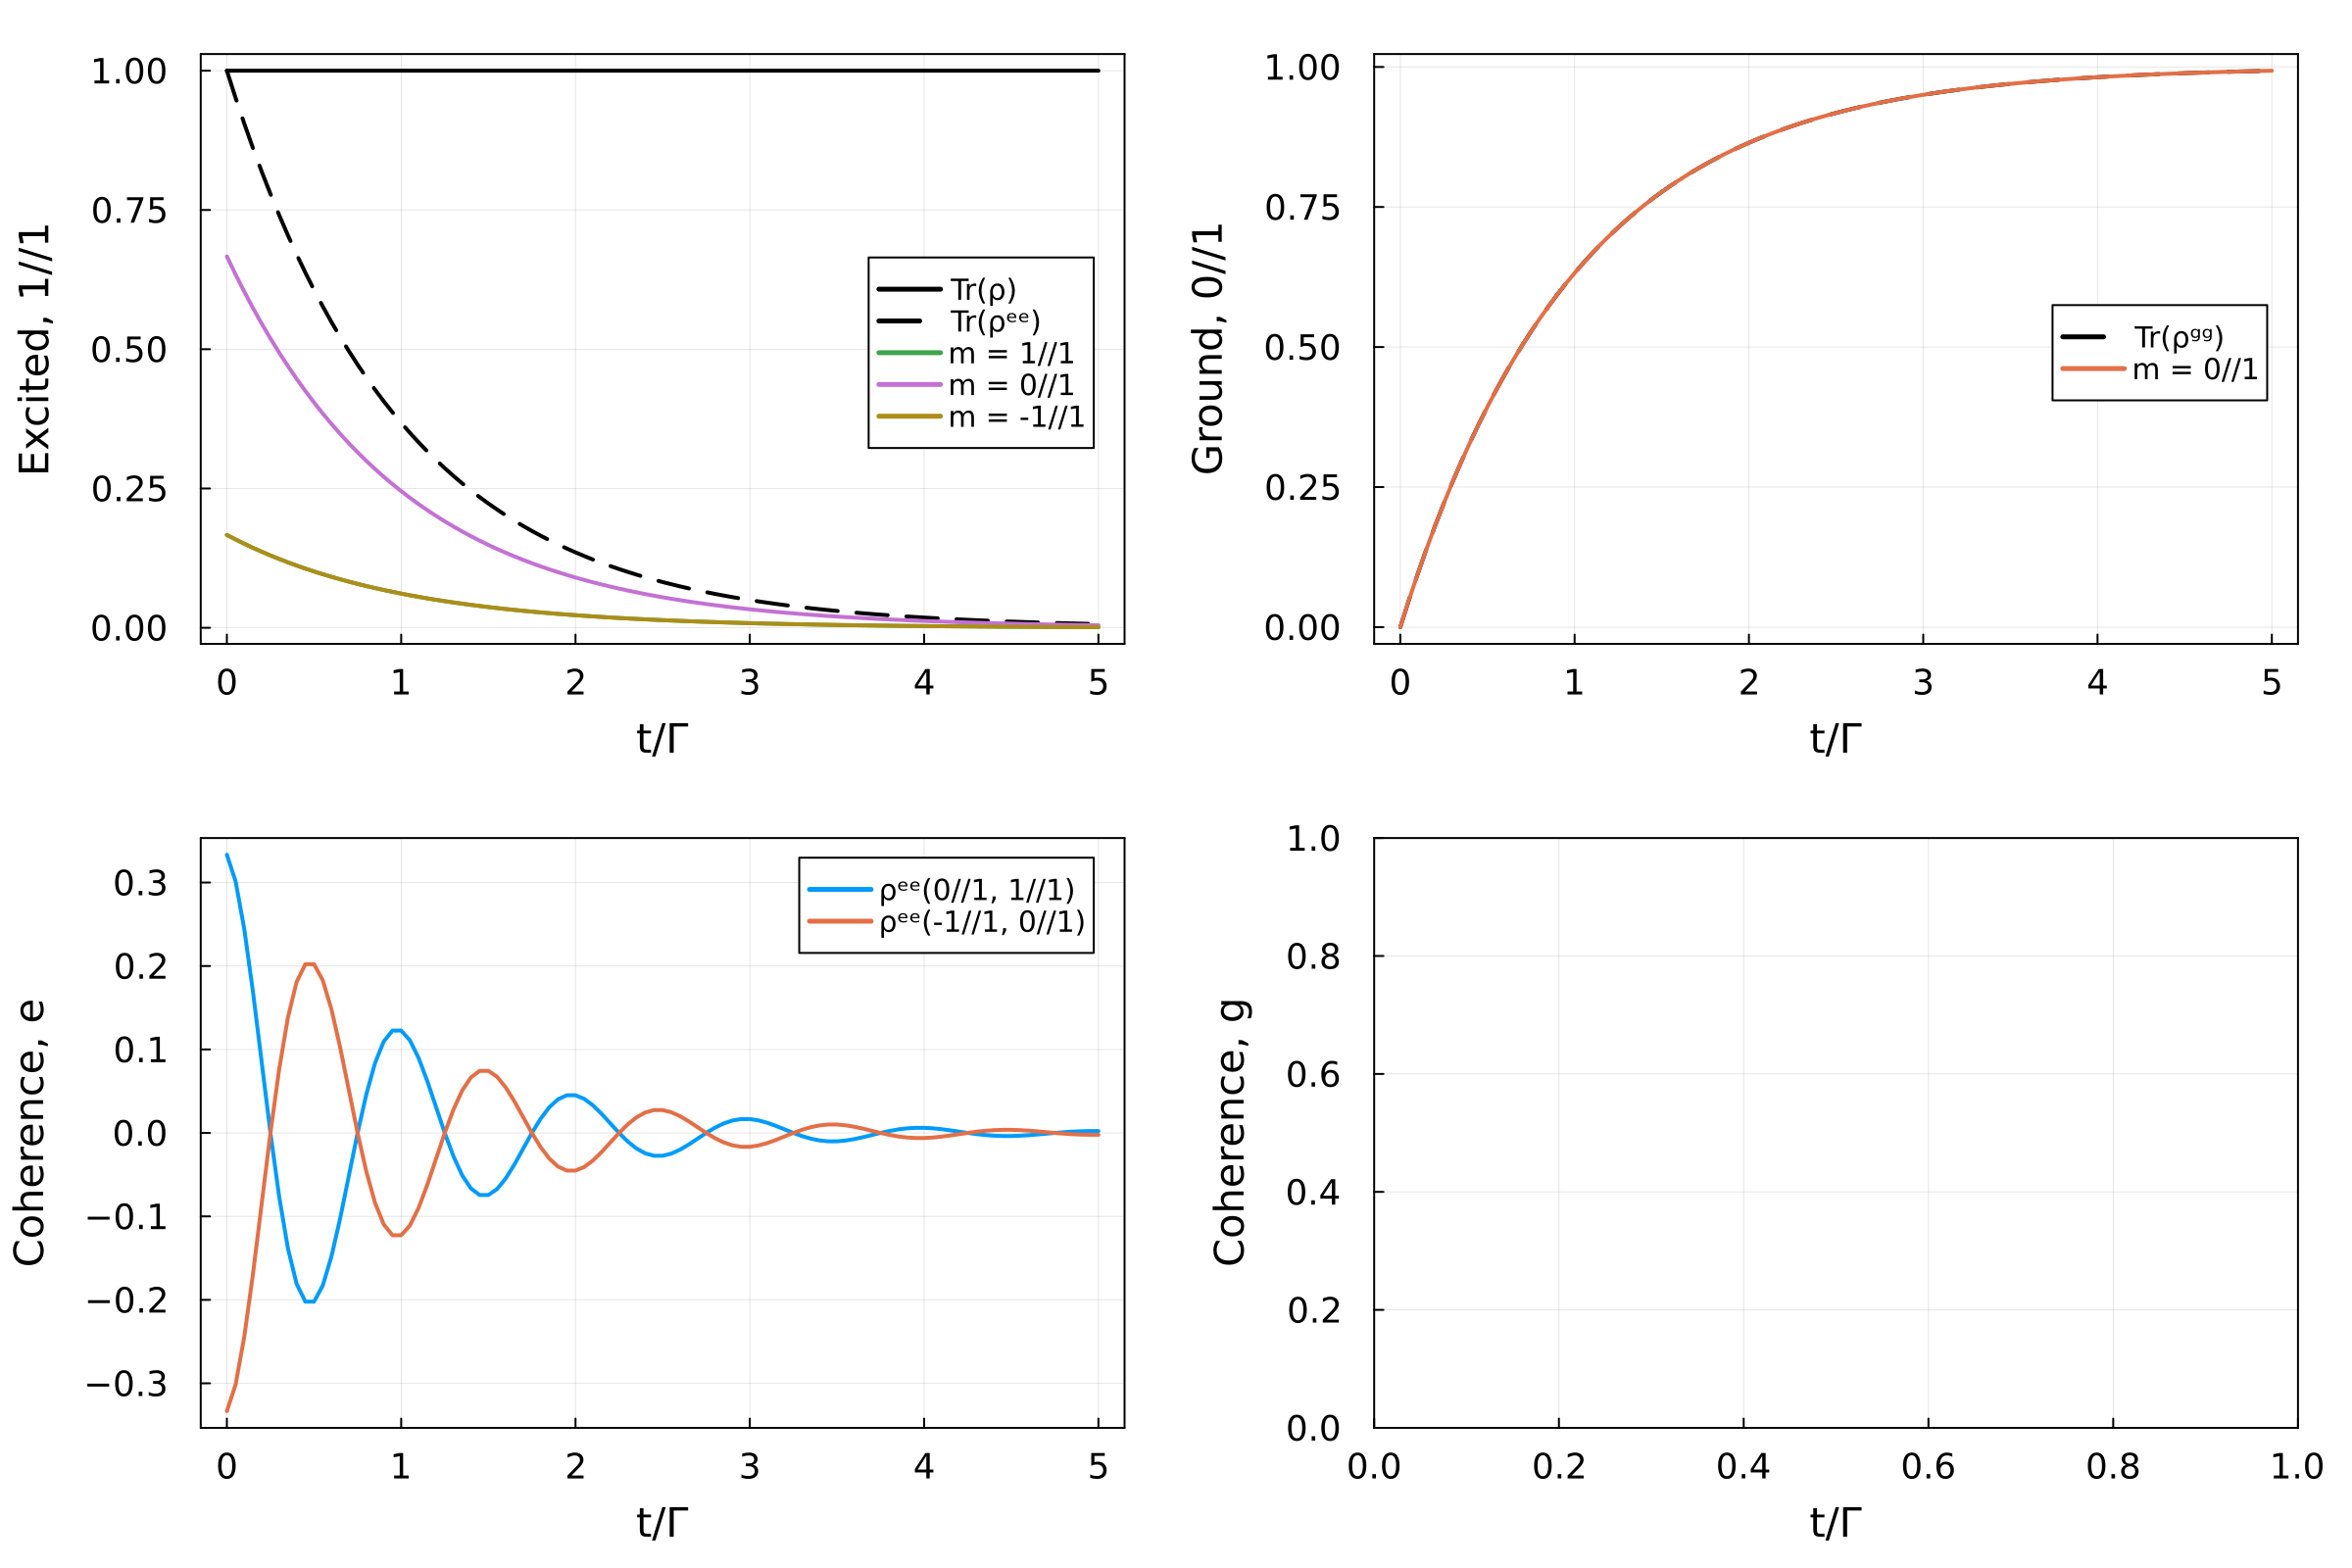 Excited, 1//1
1.00
0.75
0.50
0.25
0.00
Tr(ρ)
Tr(ρᵉᵉ)
m = 1//1
m = 0//1
m = -1//1
0 1 2 3 4 5
t/Γ
Ground, 0//1
1.00
0.75
0.50
0.25
0.00
Tr(ρᵍᵍ)
m = 0//1
0 1 2 3 4 5
t/Γ
Coherence, e
0.3
0.2
0.1
0.0
−0.1
−0.2
−0.3
ρᵉᵉ(0//1, 1//1)
ρᵉᵉ(-1//1, 0//1)
0 1 2 3 4 5
t/Γ
Coherence, g
1.0
0.8
0.6
0.4
0.2
0.0
0.0 0.2 0.4 0.6 0.8 1.0
t/Γ